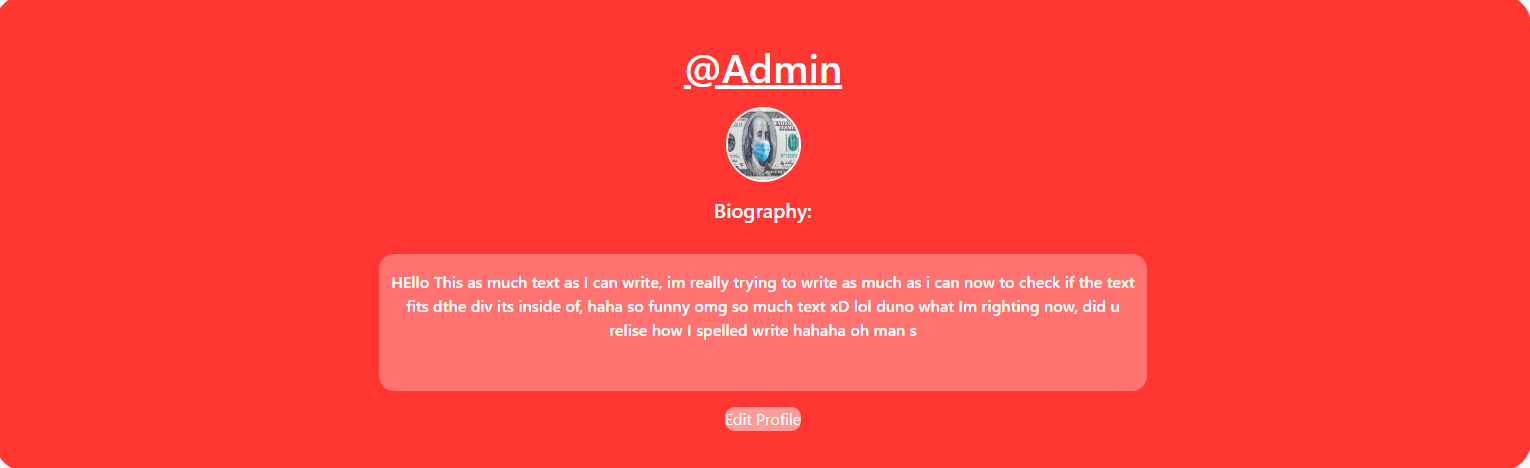 @Admin
Biography:
HEllo This as much text as I can write, im really trying to write as much as i can now to check if the text
fits dthe div its inside of, haha so funny omg so much text xD lol duno what Im righting now, did u
relise how I spelled write hahaha oh man s
Edit Profile